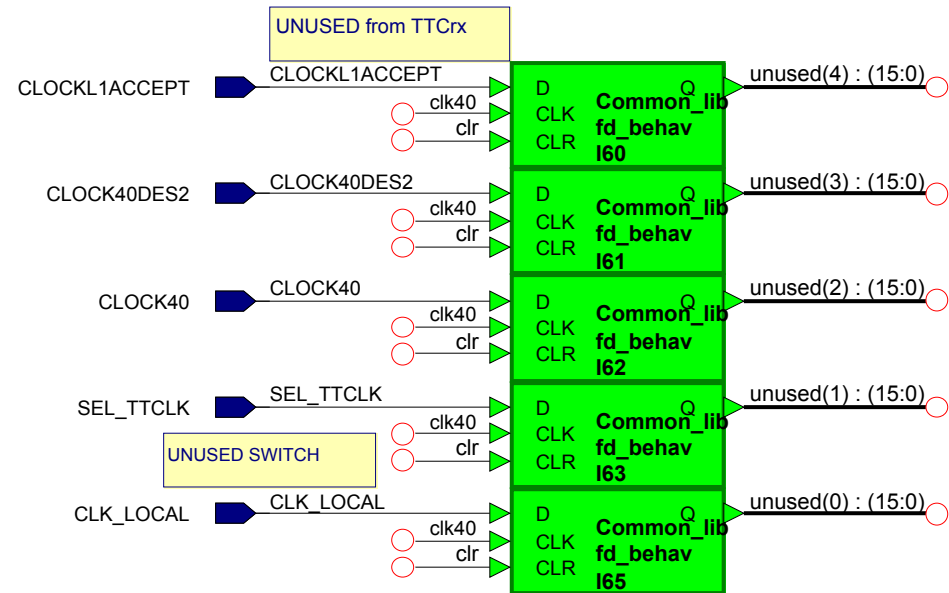 UNUSED from TTCrx
CLOCKL1ACCEPT CLOCKL1ACCEPT D Q unused(4) : (15:0)
clk40 CLK Common_lib
clr CLR fd_behav
I60
CLOCK40DES2 CLOCK40DES2 D Q unused(3) : (15:0)
clk40 CLK Common_lib
clr CLR fd_behav
I61
CLOCK40 CLOCK40 D Q unused(2) : (15:0)
clk40 CLK Common_lib
clr CLR fd_behav
I62
SEL_TTCLK SEL_TTCLK D Q unused(1) : (15:0)
clk40 CLK Common_lib
clr CLR fd_behav
UNUSED SWITCH I63
CLK_LOCAL CLK_LOCAL D Q unused(0) : (15:0)
clk40 CLK Common_lib
clr CLR fd_behav
I65